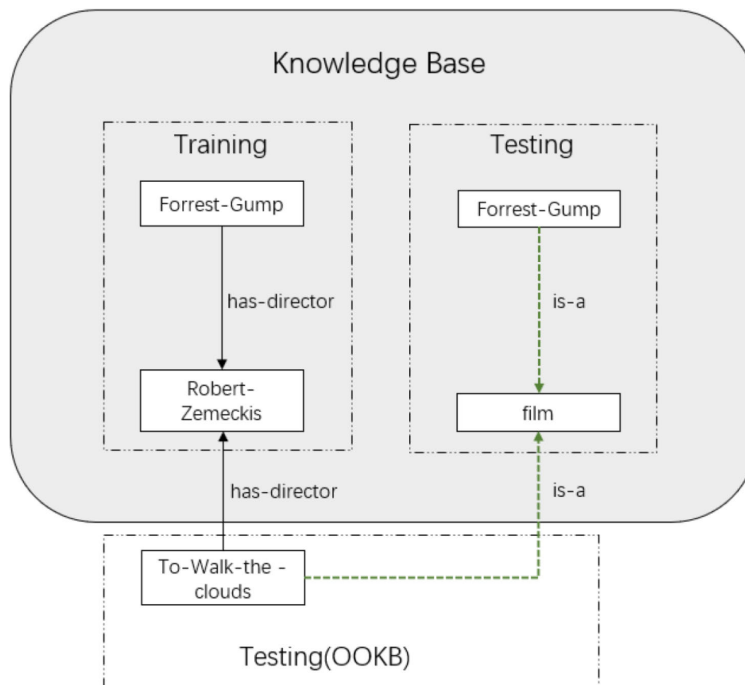 Knowledge Base
Training
Testing
Forrest-Gump
Forrest-Gump
has-director
is-a
Robert-
Zemeckis
film
has-director
is-a
To-Walk-the -
clouds
Testing(OOKB)